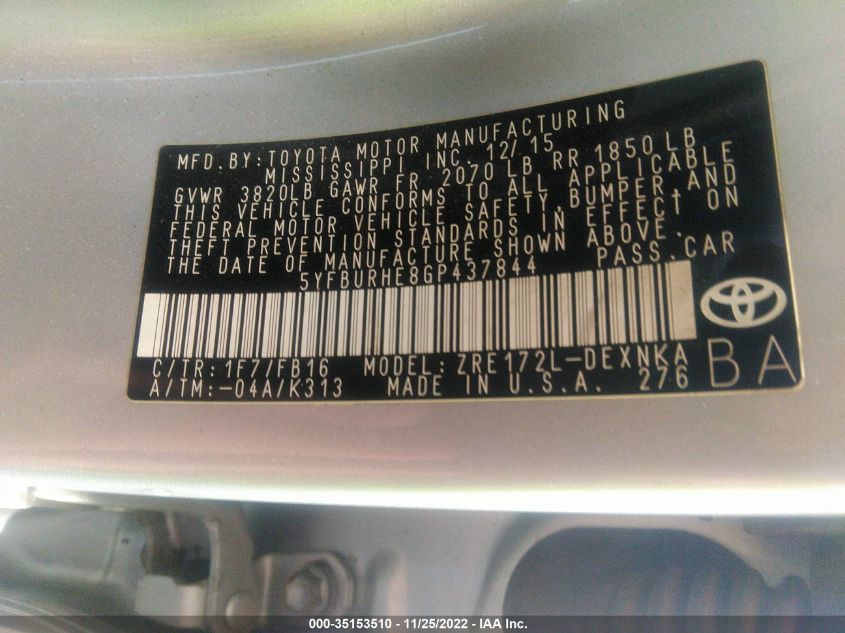 MFD. BY: TOYOTA MOTOR MANUFACTURING
MISSISSIPPI INC. 12/15
GVWR 3820LB GAWR FR 2070 LB RR 1850 LB
THIS VEHICLE CONFORMS TO ALL APPLICABLE
FEDERAL MOTOR VEHICLE SAFETY, BUMPER, AND
THEFT PREVENTION STANDARDS IN EFFECT ON
THE DATE OF MANUFACTURE SHOWN ABOVE.
5YFBURHE8GP437844 PASS. CAR
C/TR: 1F7/FB16 MODEL: ZRE172L-DEXNKA
A/TM: -04A/K313 MADE IN U.S.A. 276
BA
000-35153510 - 11/25/2022 - IAA Inc.